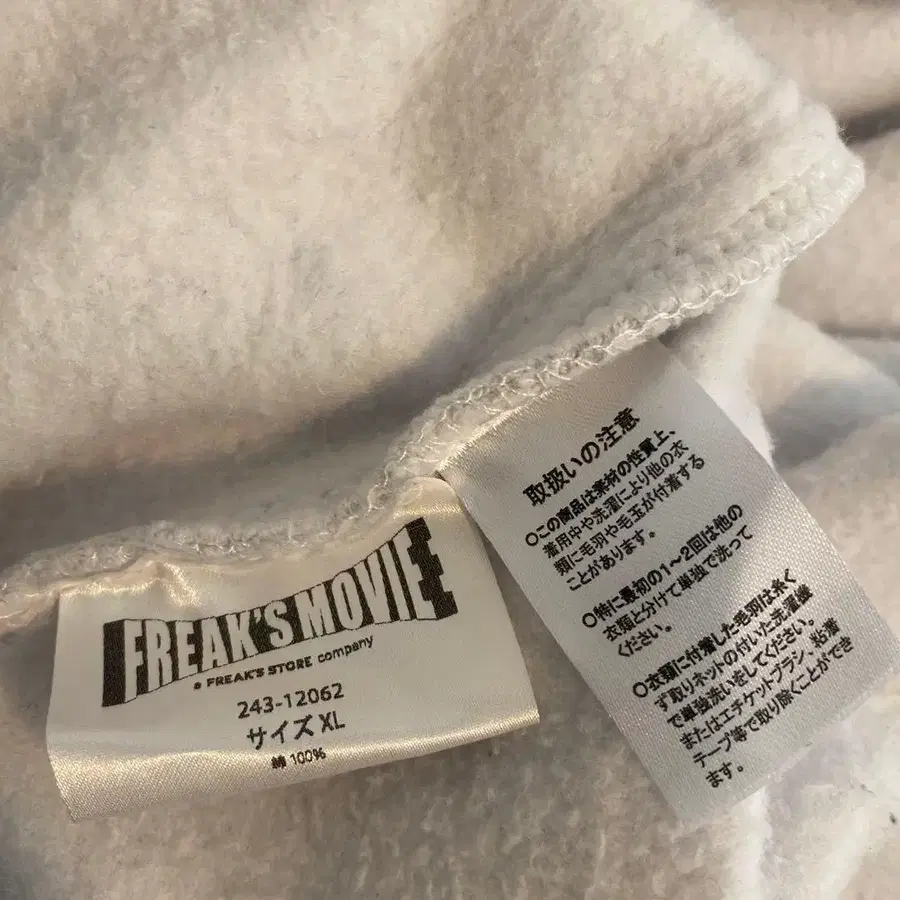 FREAK'S MOVIE
a FREAK'S STORE company
243-12062
サイズ XL
綿 100%
取扱いの注意
○この商品は素材の性質上、
着用中や洗濯により他の衣
類に毛羽や毛玉が付着する
ことがあります。
○特に最初の1～2回は他の
衣類と分けて単独で洗って
ください。
○衣類に付着した毛羽は糸く
ず取りネットの付いた洗濯機
で単独洗いをしてください。
またはエチケットブラシ、粘着
テープ等で取り除くことができ
ます。